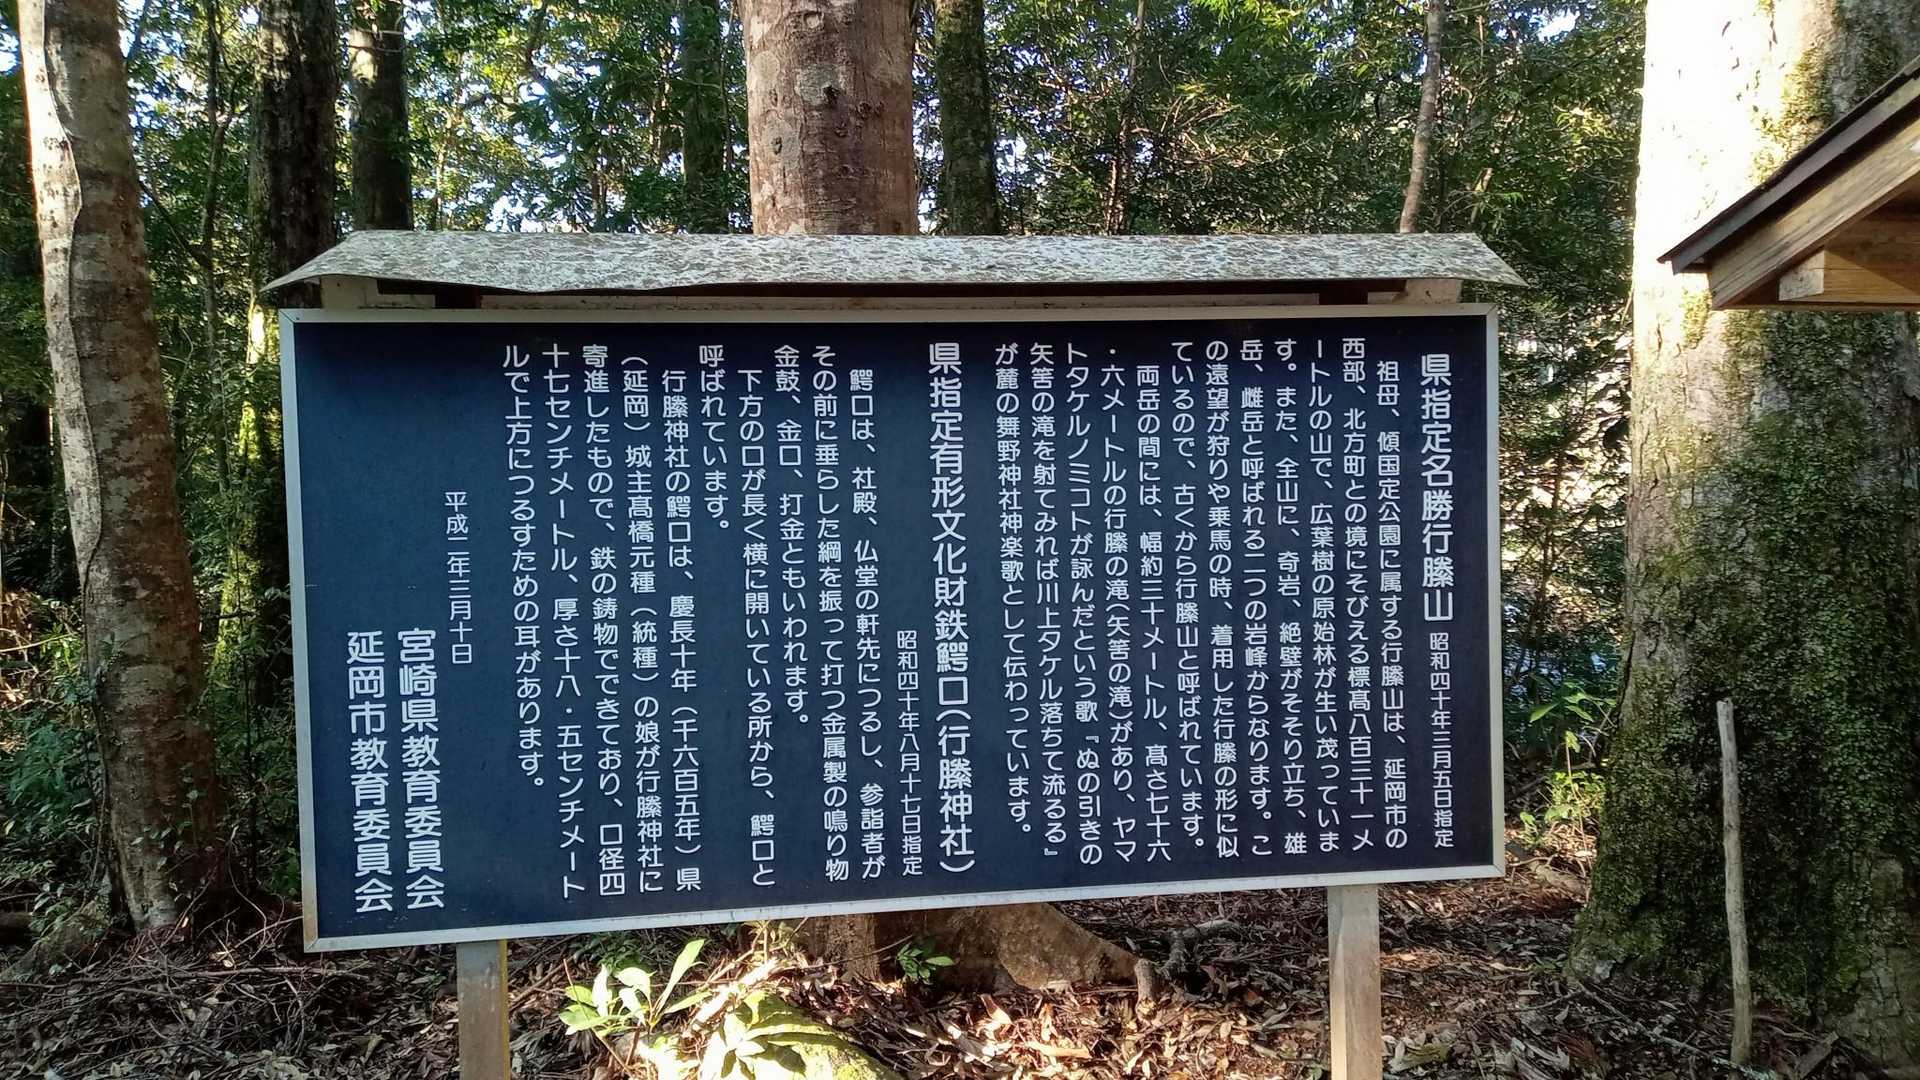 県指定名勝行縢山 昭和四十年三月五日指定
祖母、傾国定公園に属する行縢山は、延岡市の
西部、北方町との境にそびえる標高八百三十一メ
ートルの山で、広葉樹の原始林が生い茂っていま
す。また、全山に、奇岩、絶壁がそそり立ち、雄
岳、雌岳と呼ばれる二つの岩峰からなります。こ
の遠望が狩りや乗馬の時、着用した行縢の形に似
ているので、古くから行縢山と呼ばれています。
両岳の間には、幅約三十メートル、高さ七十六
・六メートルの行縢の滝(矢筈の滝)があり、ヤマ
トタケルノミコトが詠んだという歌『ぬの引きの
矢筈の滝を射てみれば川上タケル落ちて流るる』
が麓の舞野神社神楽歌として伝わっています。
県指定有形文化財鉄鰐口(行縢神社)
昭和四十年八月十七日指定
鰐口は、社殿、仏堂の軒先につるし、参詣者が
その前に垂らした綱を振って打つ金属製の鳴り物
金鼓、金口、打金ともいわれます。
下方の口が長く横に開いている所から、鰐口と
呼ばれています。
行縢神社の鰐口は、慶長十年(千六百五年)県
(延岡)城主髙橋元種(統種)の娘が行縢神社に
寄進したもので、鉄の鋳物でできており、口径四
十七センチメートル、厚さ十八・五センチメート
ルで上方につるすための耳があります。
平成二年三月十日
宮崎県教育委員会
延岡市教育委員会